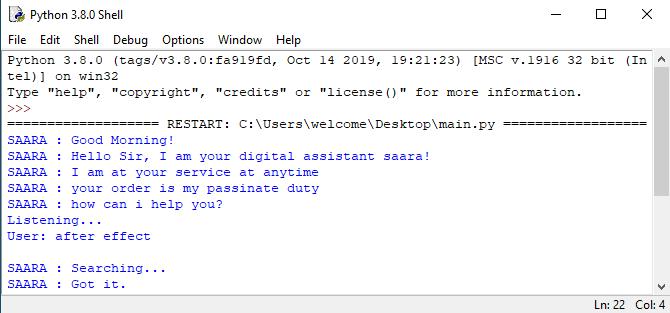 Python 3.8.0 Shell
File Edit Shell Debug Options Window Help
Python 3.8.0 (tags/v3.8.0:fa919fd, Oct 14 2019, 19:21:23) [MSC v.1916 32 bit (In
tel)] on win32
Type "help", "copyright", "credits" or "license()" for more information.
>>>
=================== RESTART: C:\Users\welcome\Desktop\main.py ==================
SAARA : Good Morning!
SAARA : Hello Sir, I am your digital assistant saara!
SAARA : I am at your service at anytime
SAARA : your order is my passinate duty
SAARA : how can i help you?
Listening...
User: after effect

SAARA : Searching...
SAARA : Got it.
Ln: 22 Col: 4